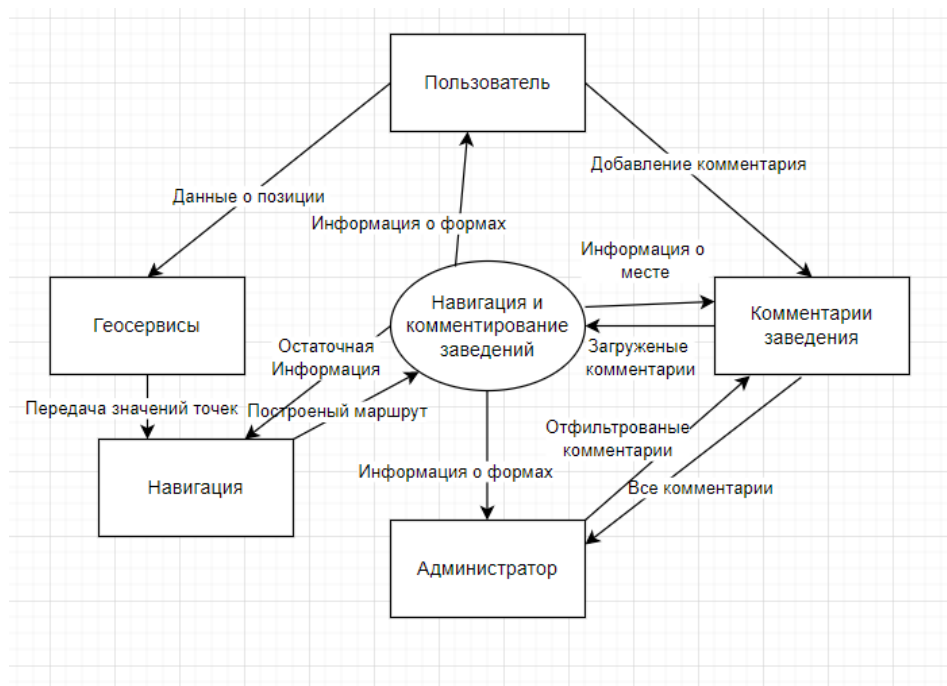 Пользователь
Добавление комментария
Данные о позиции
Информация о формах
Информация о
месте
Геосервисы
Навигация и
комментирование
заведений
Комментарии
заведения
Остаточная
Информация
Загруженые
комментарии
Передача значений точек
Построеный маршрут
Отфильтрованые
комментарии
Навигация
Информация о формах
Все комментарии
Администратор